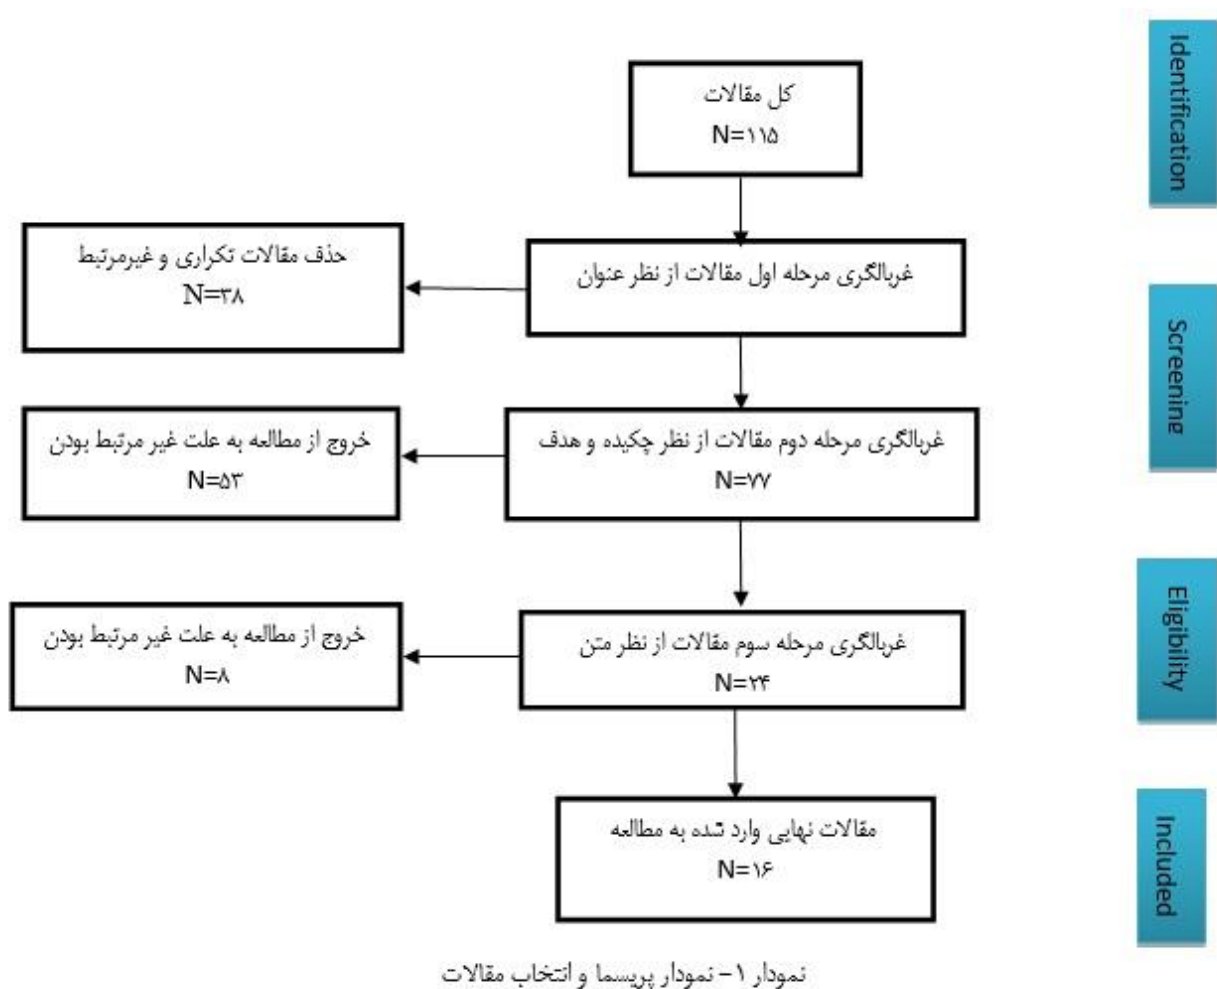 کل مقالات
N=۱۱۵
Identification
غربالگری مرحله اول مقالات از نظر عنوان
حذف مقالات تکراری و غیرمرتبط
N=۳۸
Screening
غربالگری مرحله دوم مقالات از نظر چکیده و هدف
N=۷۷
خروج از مطالعه به علت غیر مرتبط بودن
N=۵۳
غربالگری مرحله سوم مقالات از نظر متن
N=۲۴
خروج از مطالعه به علت غیر مرتبط بودن
N=۸
Eligibility
مقالات نهایی وارد شده به مطالعه
N=۱۶
Included
نمودار ۱- نمودار پریسما و انتخاب مقالات